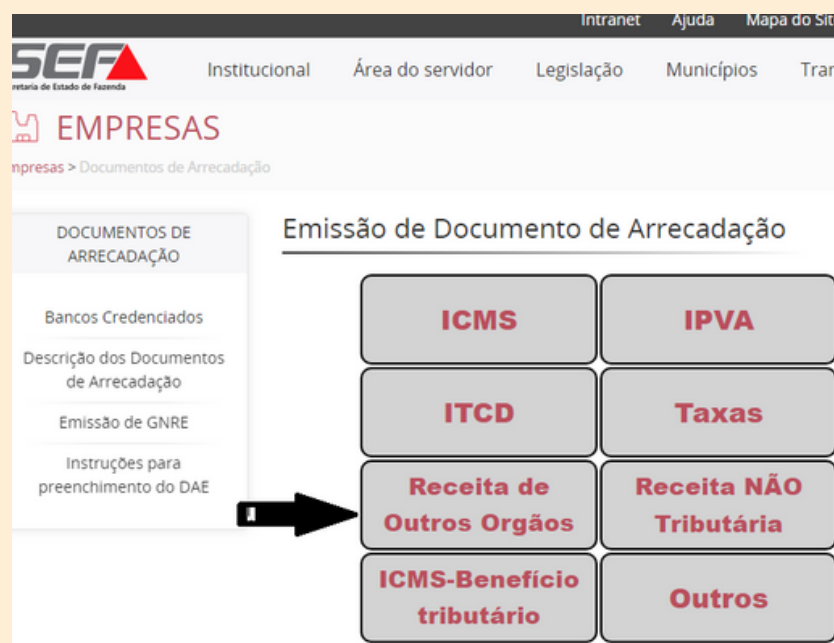 Intranet Ajuda Mapa do Sit
SEF
cretaria de Estado de Fazenda
Institucional Área do servidor Legislação Municípios Tran
EMPRESAS
mpresas > Documentos de Arrecadação
DOCUMENTOS DE
ARRECADAÇÃO
Bancos Credenciados
Descrição dos Documentos
de Arrecadação
Emissão de GNRE
Instruções para
preenchimento do DAE
Emissão de Documento de Arrecadação
ICMS
IPVA
ITCD
Taxas
Receita de
Outros Orgãos
Receita NÃO
Tributária
ICMS-Benefício
tributário
Outros